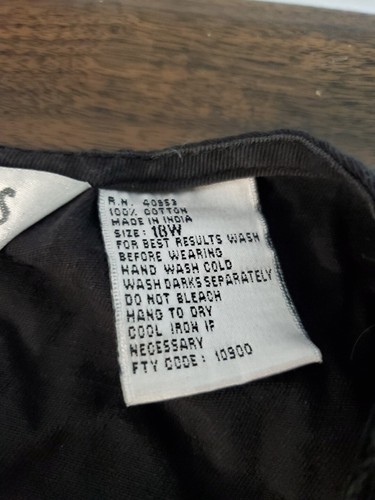 S
R.N. 40953
100% COTTON
MADE IN INDIA
SIZE: 18W
FOR BEST RESULTS WASH
BEFORE WEARING
HAND WASH COLD
WASH DARKS SEPARATELY
DO NOT BLEACH
HANG TO DRY
COOL IRON IF
NECESSARY
FTY CODE : 10900